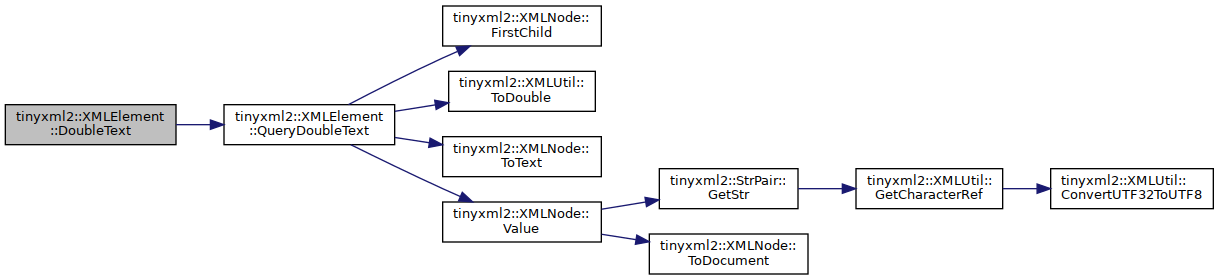 tinyxml2::XMLElement
::DoubleText
tinyxml2::XMLElement
::QueryDoubleText
tinyxml2::XMLNode::
FirstChild
tinyxml2::XMLUtil::
ToDouble
tinyxml2::XMLNode::
ToText
tinyxml2::XMLNode::
Value
tinyxml2::StrPair::
GetStr
tinyxml2::XMLUtil::
GetCharacterRef
tinyxml2::XMLUtil::
ConvertUTF32ToUTF8
tinyxml2::XMLNode::
ToDocument